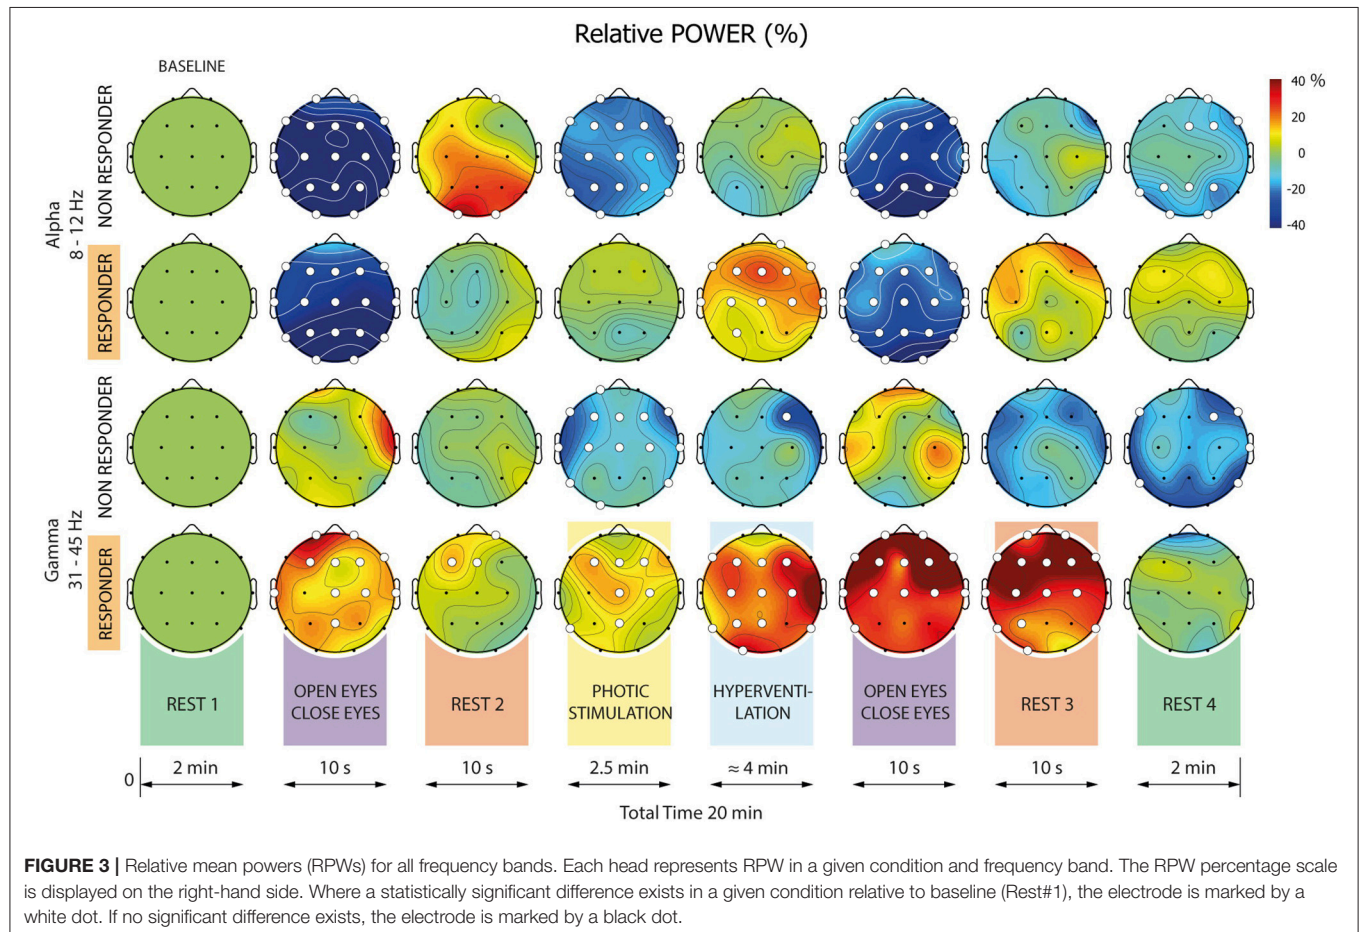 Relative POWER (%)
BASELINE
Alpha
8 - 12 Hz
NON RESPONDER
RESPONDER
Gamma
31 - 45 Hz
NON RESPONDER
RESPONDER
40 %
20
0
-20
-40
REST 1
OPEN EYES
CLOSE EYES
REST 2
PHOTIC
STIMULATION
HYPERVENTI-
LATION
OPEN EYES
CLOSE EYES
REST 3
REST 4
0
2 min
10 s
10 s
2.5 min
≈ 4 min
10 s
10 s
2 min
Total Time 20 min
FIGURE 3 | Relative mean powers (RPWs) for all frequency bands. Each head represents RPW in a given condition and frequency band. The RPW percentage scale
is displayed on the right-hand side. Where a statistically significant difference exists in a given condition relative to baseline (Rest#1), the electrode is marked by a
white dot. If no significant difference exists, the electrode is marked by a black dot.